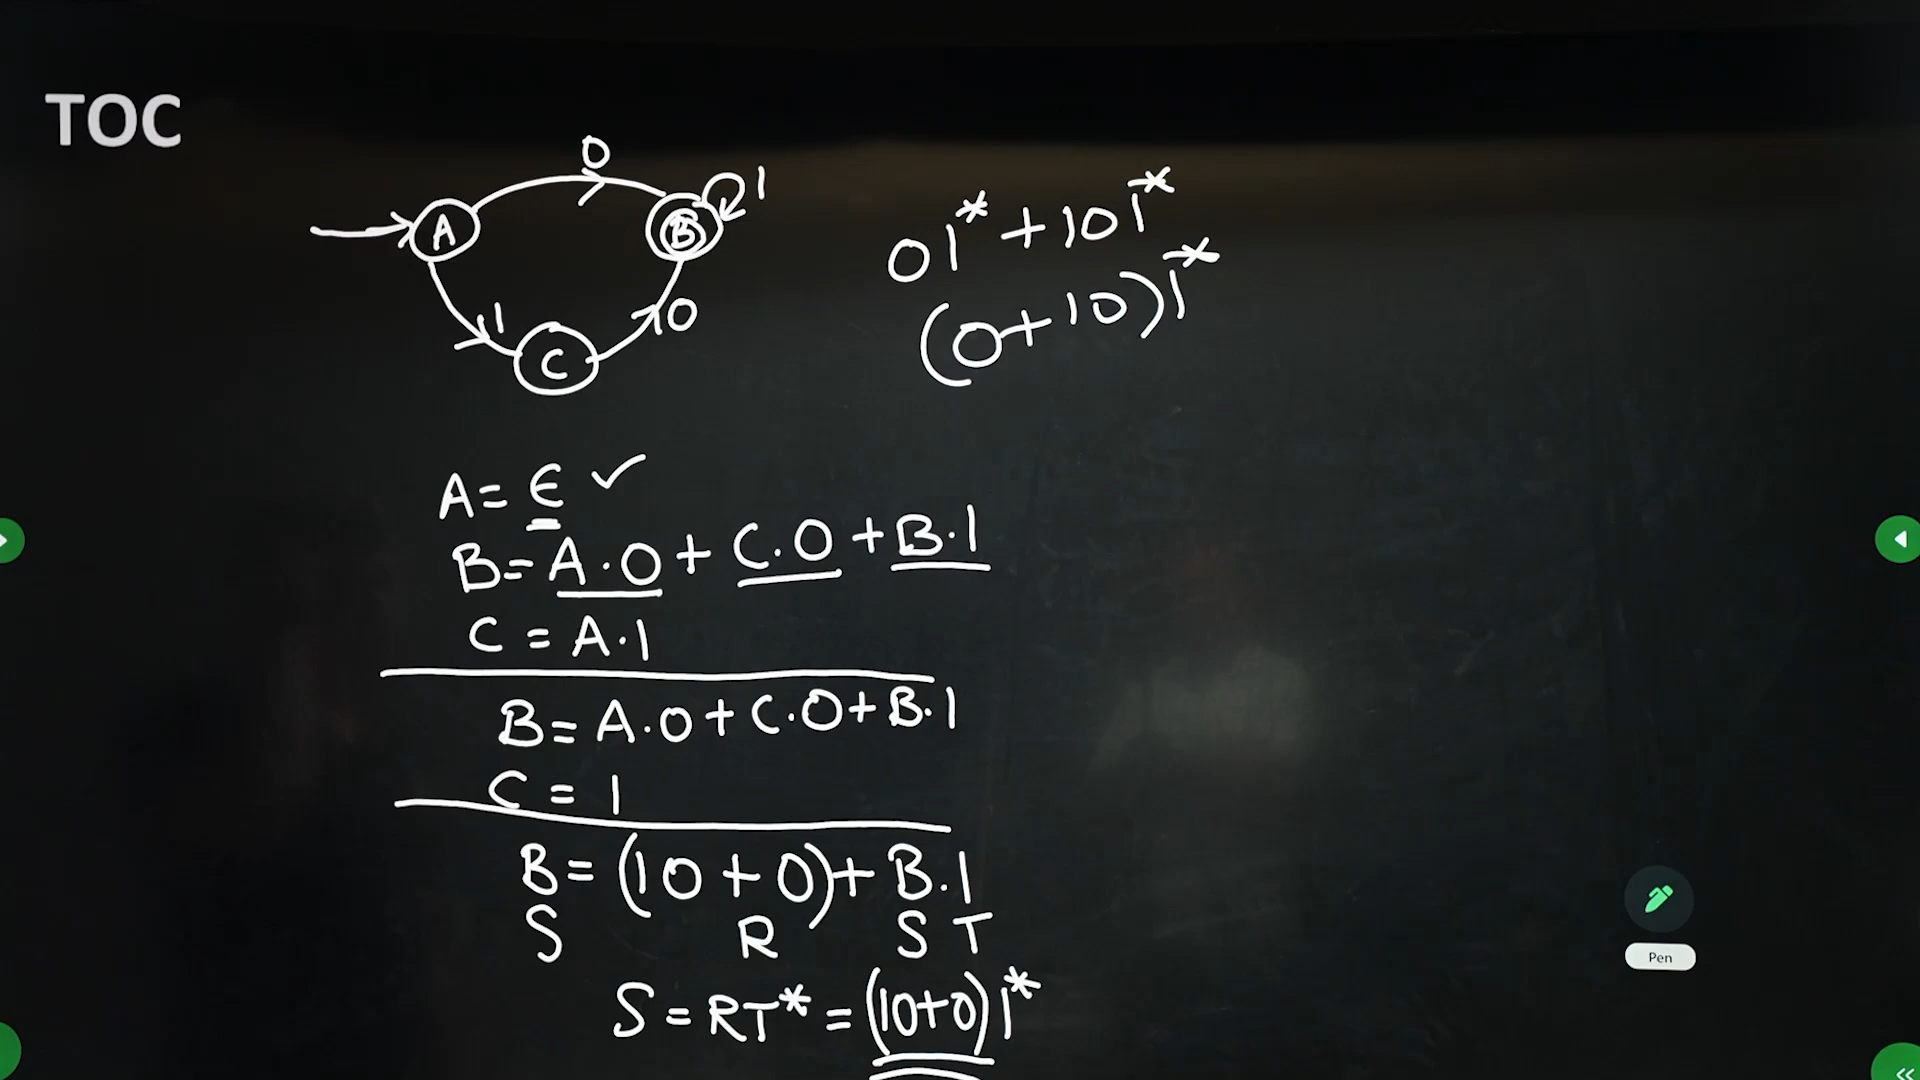 TOC
0
A
B
1
1
C
0
01* + 101*
(0+10)1*
A = ϵ ✓
B = A.0 + C.0 + B.1
C = A.1
B = A.0 + C.0 + B.1
C = 1
B = (10 + 0) + B.1
S R S T
S = RT* = (10+0)1*
Pen